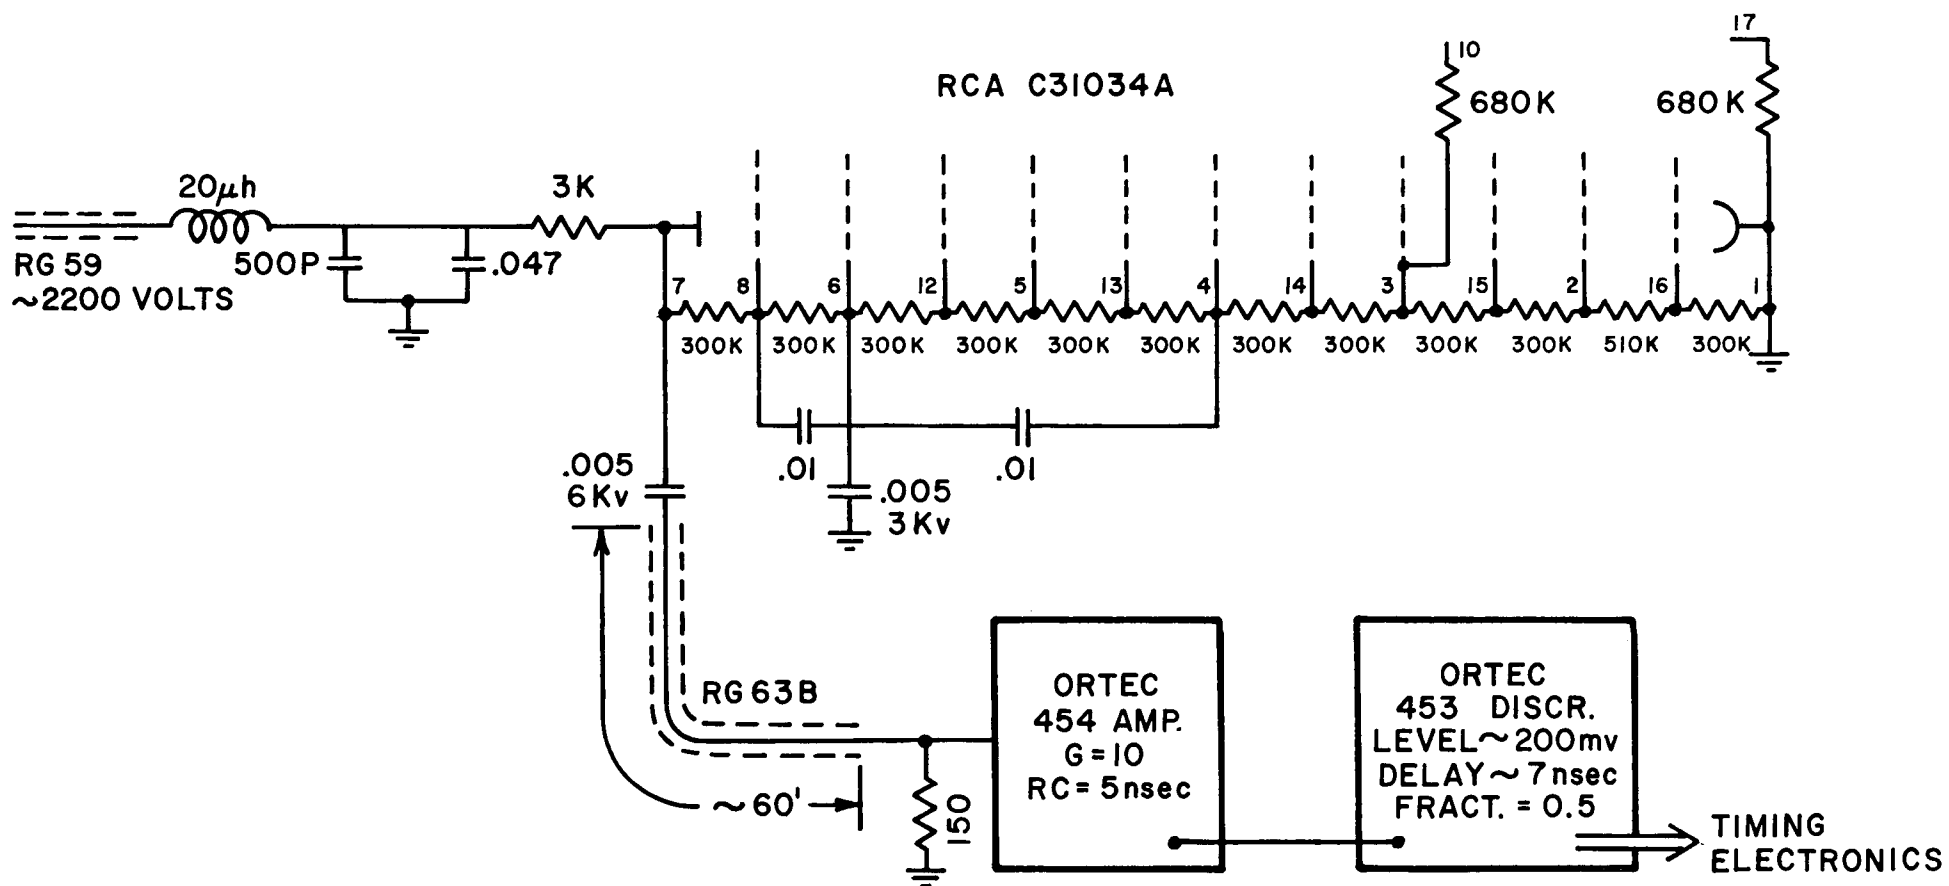 17
10
RCA C31034A
680K
680K
20μh
3K
RG 59
~2200 VOLTS
500P
.047
7
8
6
12
5
13
4
14
3
15
2
16
1
300K
300K
300K
300K
300K
300K
300K
300K
300K
300K
510K
300K
.005
6Kv
.01
.01
.005
3Kv
RG63B
~60'
150
ORTEC
454 AMP.
G=10
RC=5nsec
ORTEC
453 DISCR.
LEVEL~200mv
DELAY~7nsec
FRACT.=0.5
TIMING
ELECTRONICS